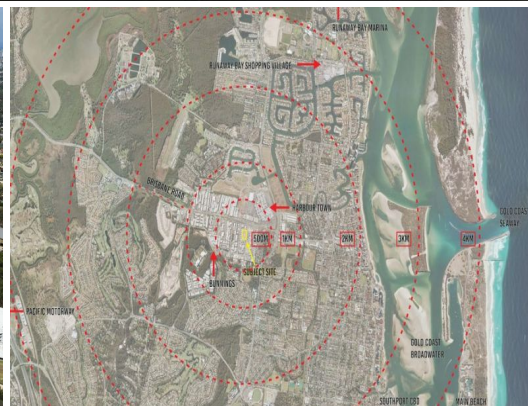 RUNAWAY BAY MARINA
RUNAWAY BAY SHOPPING VILLAGE
BRISBANE ROAD
HARBOUR TOWN
GOLD COAST
SEAWAY
500M
1KM
2KM
3KM
4KM
SUBJECT SITE
BUNNINGS
PACIFIC MOTORWAY
GOLD COAST
BROADWATER
SOUTHPORT CBD
MAIN BEACH